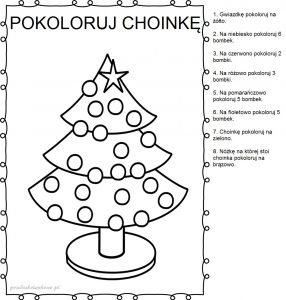 POKOLORUJ CHOINKĘ
1. Gwiazdkę pokoloruj na
żółto.
2. Na niebiesko pokoloruj 6
bombek.
3. Na czerwono pokoloruj 2
bombki.
4. Na różowo pokoloruj 3
bombki.
5. Na pomarańczowo
pokoloruj 5 bombek.
6. Na fioletowo pokoloruj 5
bombek.
7. Choinkę pokoloruj na
zielono.
8. Nóżkę na której stoi
choinka pokoloruj na
brązowo.